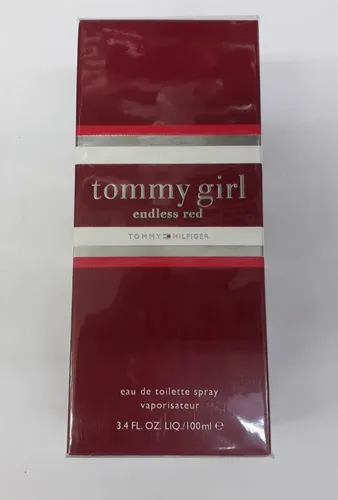 tommy girl
endless red
TOMMY HILFIGER
eau de toilette spray
vaporisateur
3.4 FL. OZ. LIQ./100ml ℮